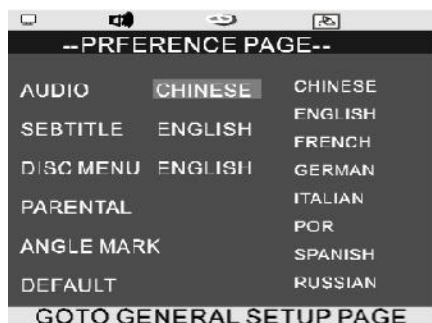 --PRFERENCE PAGE--
AUDIO CHINESE
SEBTITLE ENGLISH
DISC MENU ENGLISH
PARENTAL
ANGLE MARK
DEFAULT
CHINESE
ENGLISH
FRENCH
GERMAN
ITALIAN
POR
SPANISH
RUSSIAN
GOTO GENERAL SETUP PAGE